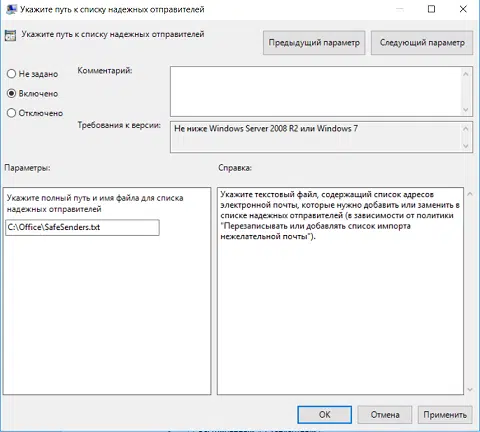 Укажите путь к списку надежных отправителей
Укажите путь к списку надежных отправителей
Предыдущий параметр
Следующий параметр
Не задано
Комментарий:
Включено
Отключено
Требования к версии:
Не ниже Windows Server 2008 R2 или Windows 7
Параметры:
Справка:
Укажите полный путь и имя файла для списка
надежных отправителей
C:\Office\SafeSenders.txt
Укажите текстовый файл, содержащий список адресов
электронной почты, которые нужно добавить или заменить в
списке надежных отправителей (в зависимости от политики
"Перезаписывать или добавлять список импорта
нежелательной почты").
ОК
Отмена
Применить